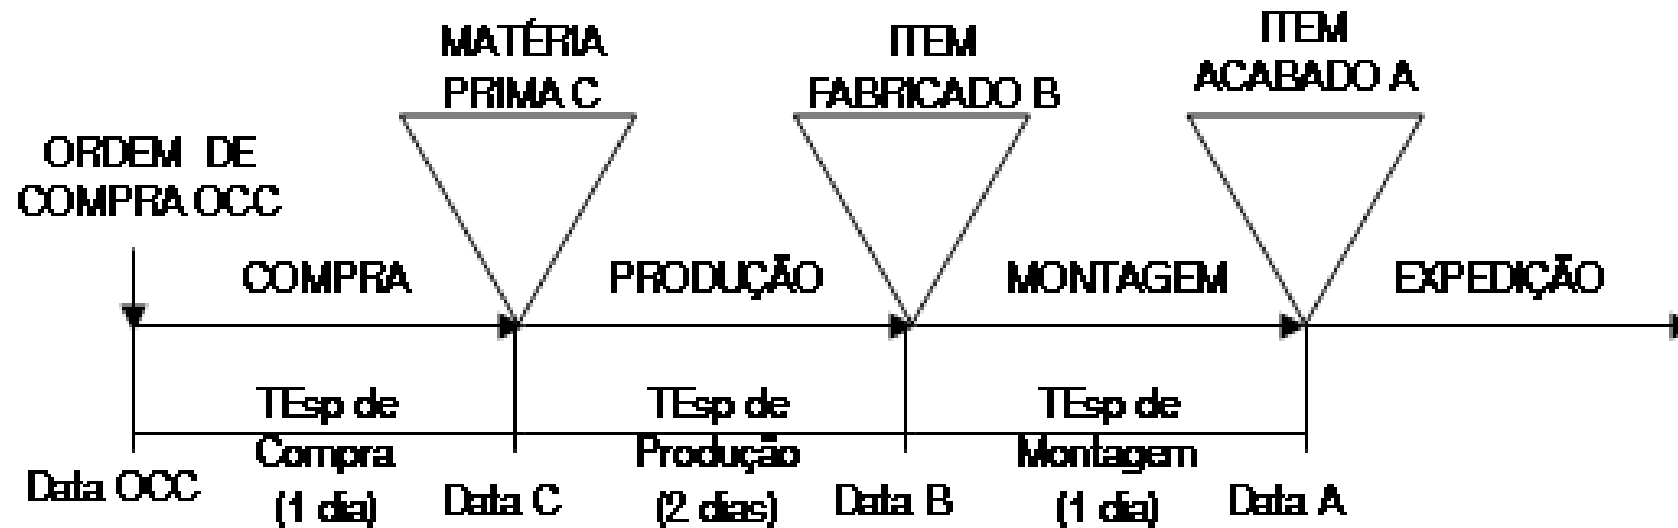 MATÉRIA
PRIMA C
ITEM
FABRICADO B
ITEM
ACABADO A
ORDEM DE
COMPRA OCC
COMPRA
PRODUÇÃO
MONTAGEM
EXPEDIÇÃO
TEsp de
Compra
(1 dia)
TEsp de
Produção
(2 dias)
TEsp de
Montagem
(1 dia)
Data OCC
Data C
Data B
Data A